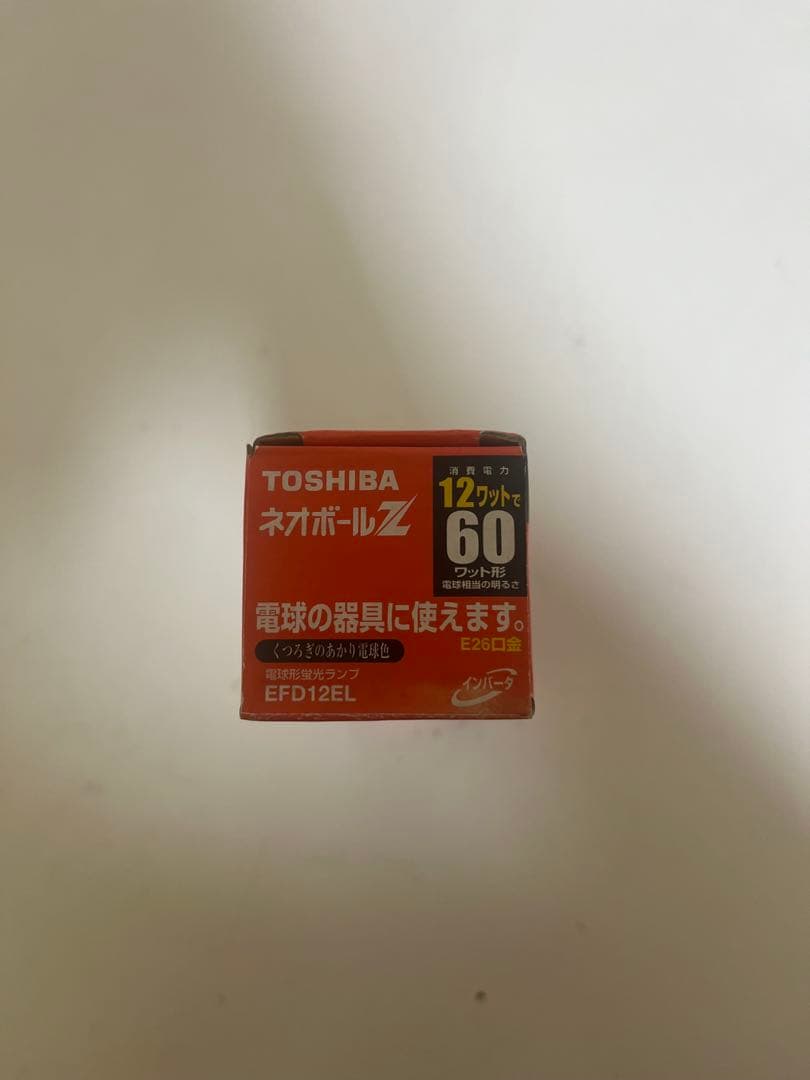 TOSHIBA
ネオボールZ
消費電力
12ワットで
60
ワット形
電球相当の明るさ
電球の器具に使えます。
E26口金
くつろぎのあかり電球色
電球形蛍光ランプ
EFD12EL
インバータ